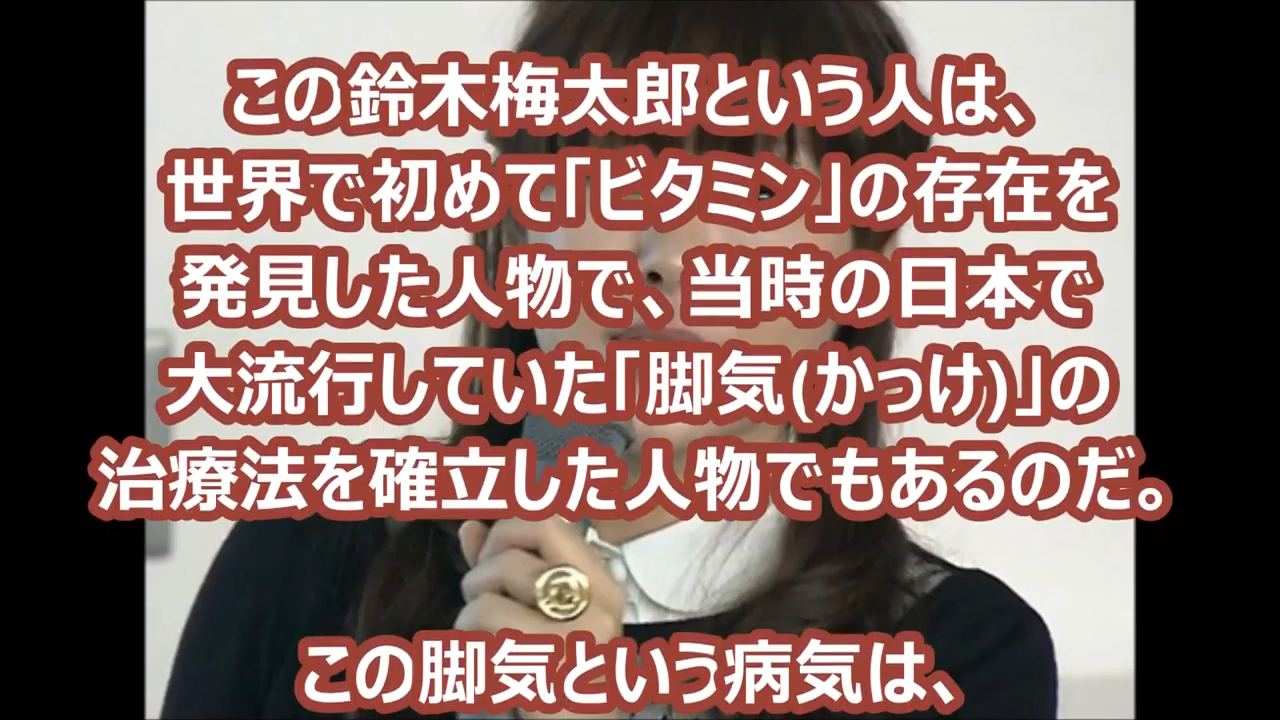 この鈴木梅太郎という人は、
世界で初めて「ビタミン」の存在を
発見した人物で、当時の日本で
大流行していた「脚気(かっけ)」の
治療法を確立した人物でもあるのだ。
この脚気という病気は、